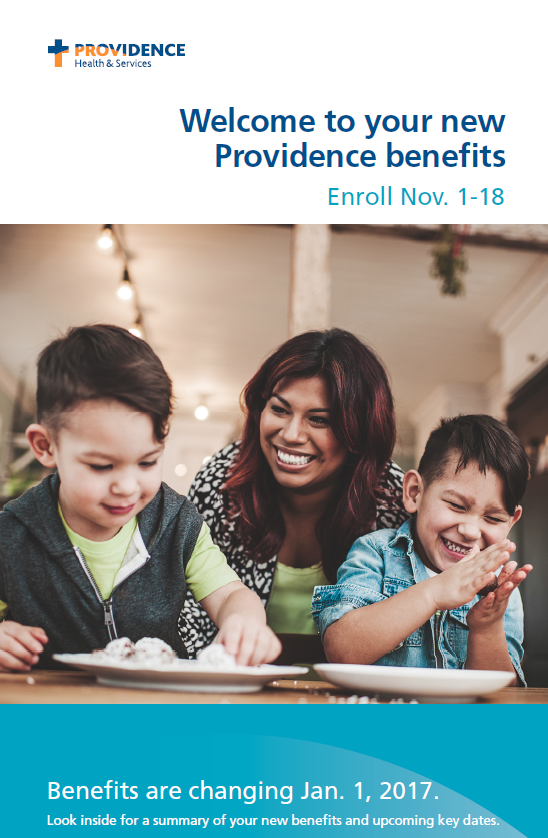 PROVIDENCE
Health & Services
Welcome to your new
Providence benefits
Enroll Nov. 1-18
Benefits are changing Jan. 1, 2017.
Look inside for a summary of your new benefits and upcoming key dates.